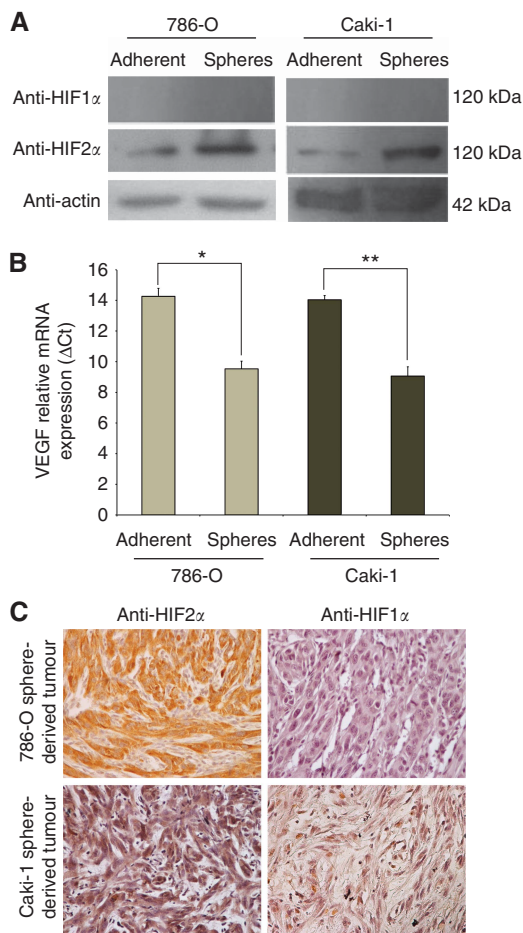 A
786-O
Caki-1
Adherent Spheres
Adherent Spheres
Anti-HIF1α
120 kDa
Anti-HIF2α
120 kDa
Anti-actin
42 kDa
B
VEGF relative mRNA
expression (ΔCt)
16
14
12
10
8
6
4
2
0
*
**
Adherent Spheres Adherent Spheres
786-O
Caki-1
C
Anti-HIF2α
Anti-HIF1α
786-O sphere-
derived tumour
Caki-1 sphere-
derived tumour